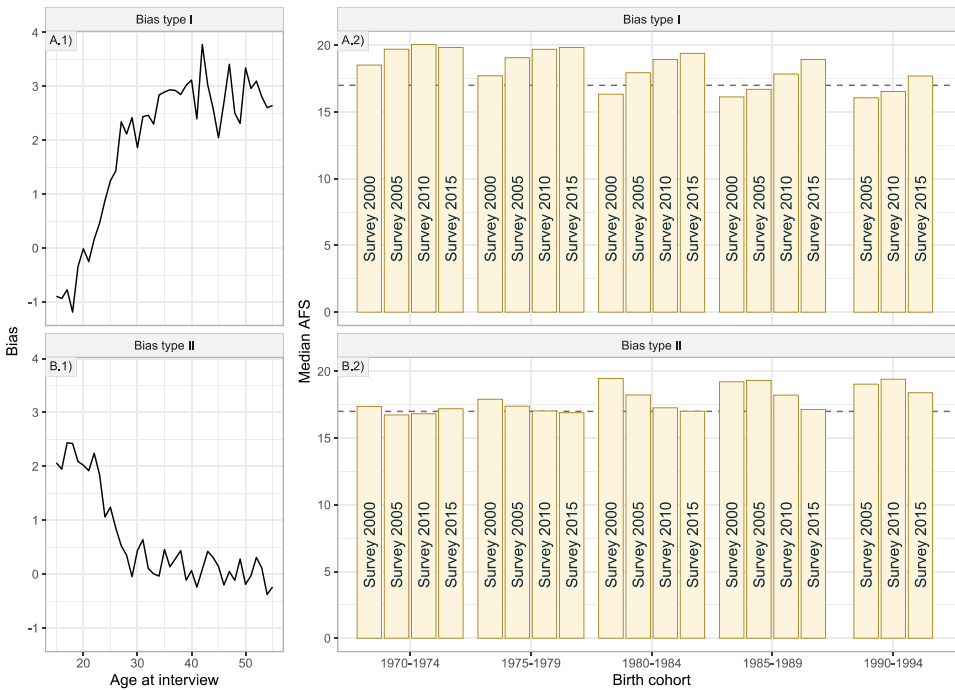 Bias type I
A.1)
4
3
2
1
0
-1
Bias type I
A.2)
20
15
10
5
0
Survey 2000
Survey 2005
Survey 2010
Survey 2015
Survey 2000
Survey 2005
Survey 2010
Survey 2015
Survey 2000
Survey 2005
Survey 2010
Survey 2015
Survey 2000
Survey 2005
Survey 2010
Survey 2015
Survey 2000
Survey 2010
Survey 2015
Bias
Median AFS
Bias type II
B.1)
4
3
2
1
0
-1
20
30
40
50
Age at interview
Bias type II
B.2)
20
15
10
5
0
Survey 2000
Survey 2005
Survey 2010
Survey 2015
Survey 2000
Survey 2005
Survey 2010
Survey 2015
Survey 2000
Survey 2005
Survey 2010
Survey 2015
Survey 2000
Survey 2005
Survey 2010
Survey 2015
Survey 2005
Survey 2010
Survey 2015
1970-1974
1975-1979
1980-1984
1985-1989
1990-1994
Birth cohort